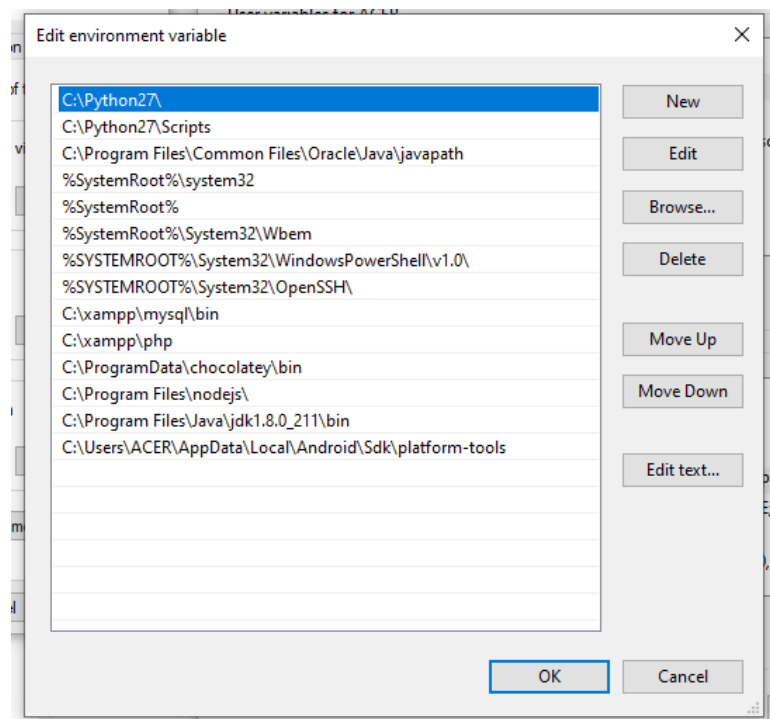 Edit environment variable
C:\Python27\
C:\Python27\Scripts
C:\Program Files\Common Files\Oracle\Java\javapath
%SystemRoot%\system32
%SystemRoot%
%SystemRoot%\System32\Wbem
%SYSTEMROOT%\System32\WindowsPowerShell\v1.0\
%SYSTEMROOT%\System32\OpenSSH\
C:\xampp\mysql\bin
C:\xampp\php
C:\ProgramData\chocolatey\bin
C:\Program Files\nodejs\
C:\Program Files\Java\jdk1.8.0_211\bin
C:\Users\ACER\AppData\Local\Android\Sdk\platform-tools
New
Edit
Browse...
Delete
Move Up
Move Down
Edit text...
OK
Cancel